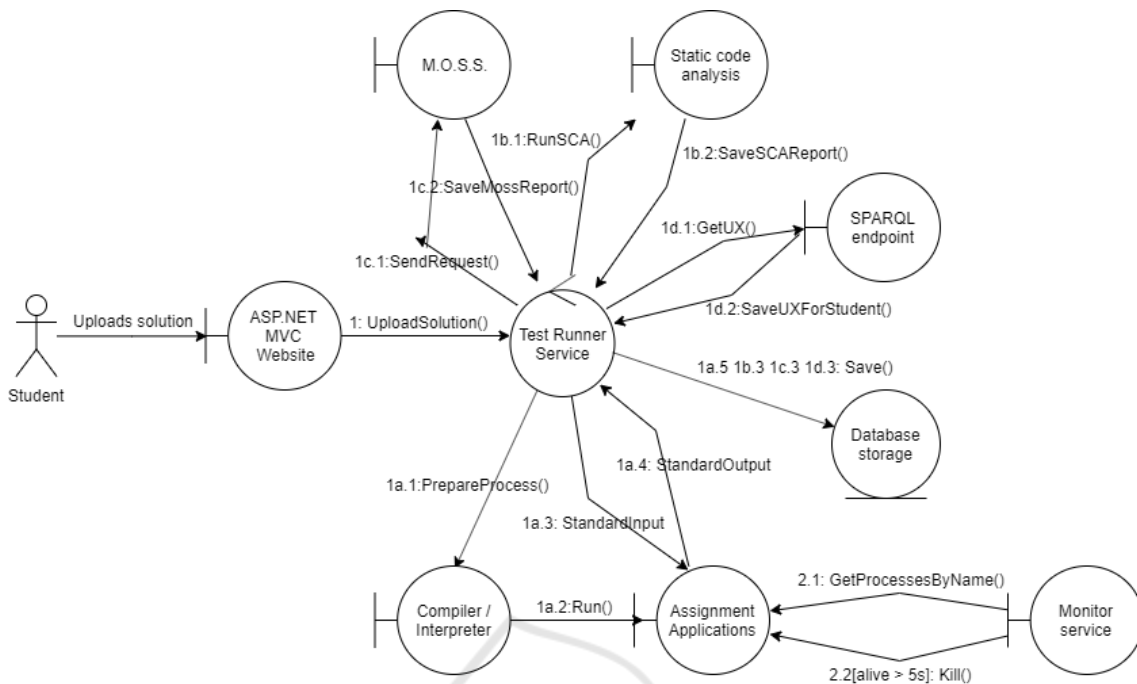 M.O.S.S.
Static code
analysis
1b.1:RunSCA()
1b.2:SaveSCAReport()
1c.2:SaveMossReport()
SPARQL
endpoint
1d.1:GetUX()
1c.1:SendRequest()
1d.2:SaveUXForStudent()
Uploads solution
Student
ASP.NET
MVC
Website
1: UploadSolution()
Test Runner
Service
1a.5 1b.3 1c.3 1d.3: Save()
Database
storage
1a.4: StandardOutput
1a.1:PrepareProcess()
1a.3: StandardInput
2.1: GetProcessesByName()
Compiler /
Interpreter
1a.2:Run()
Assignment
Applications
Monitor
service
2.2[alive > 5s]: Kill()